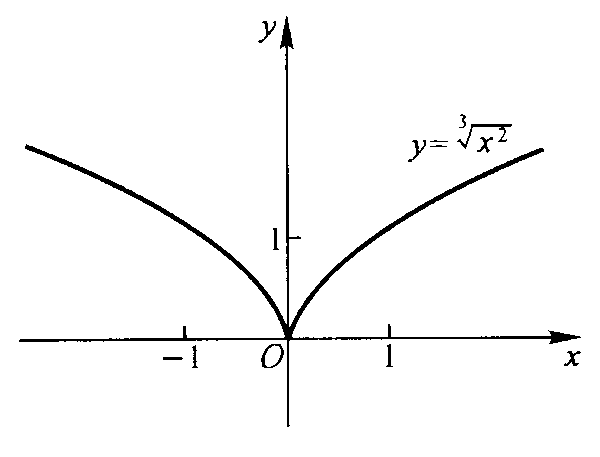 y
y = ∛x²
1
−1 O 1 x